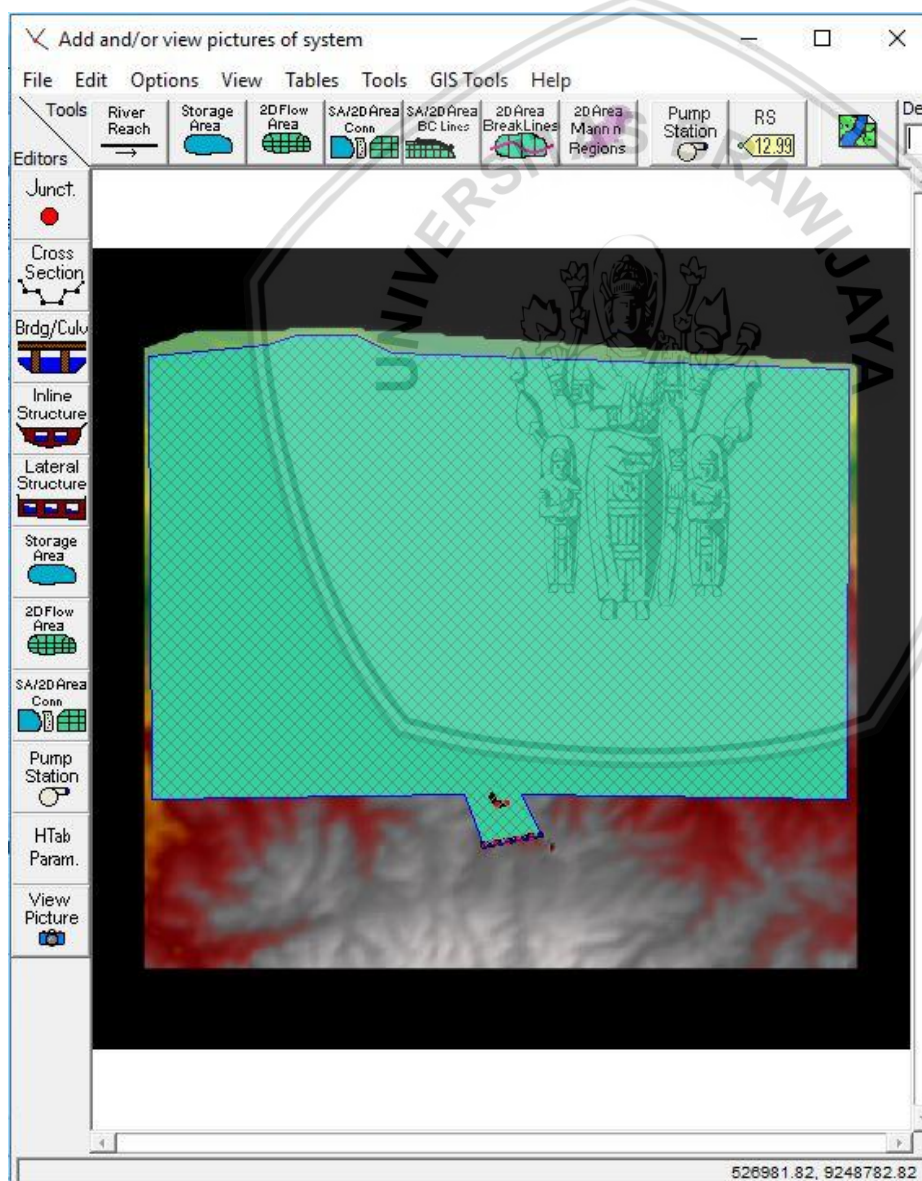 Add and/or view pictures of system
File Edit Options View Tables Tools GIS Tools Help
Tools
Editors
River
Reach
Storage
Area
2D Flow
Area
SA/2D Area
Conn
SA/2D Area
BC Lines
2D Area
BreakLines
2D Area
Mann n
Regions
Pump
Station
RS
12.99
De
Junct.
Cross
Section
Brdg/Culv
Inline
Structure
Lateral
Structure
Storage
Area
2D Flow
Area
SA/2D Area
Conn
Pump
Station
HTab
Param.
View
Picture
UNIVERSITAS BRAWIJAYA
526981.82, 9248782.82